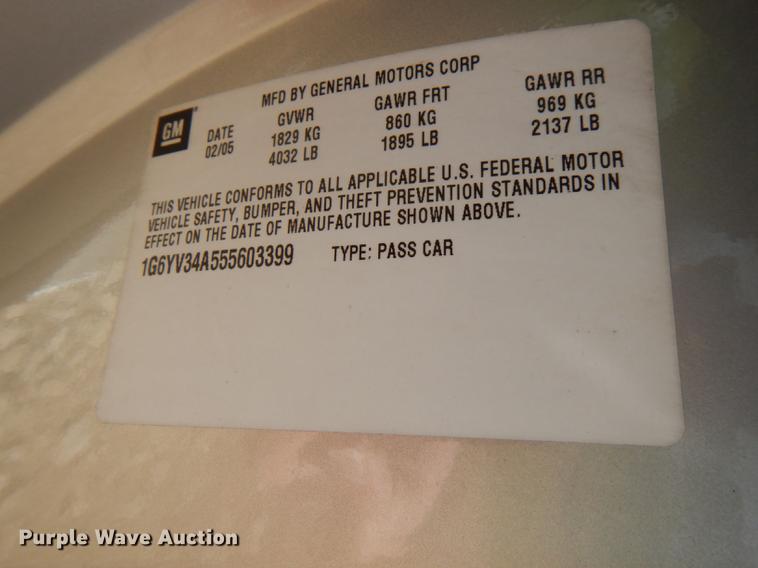 MFD BY GENERAL MOTORS CORP
GM
DATE GVWR GAWR FRT GAWR RR
02/05 1829 KG 860 KG 969 KG
4032 LB 1895 LB 2137 LB
THIS VEHICLE CONFORMS TO ALL APPLICABLE U.S. FEDERAL MOTOR
VEHICLE SAFETY, BUMPER, AND THEFT PREVENTION STANDARDS IN
EFFECT ON THE DATE OF MANUFACTURE SHOWN ABOVE.
1G6YV34A555603399 TYPE: PASS CAR
Purple Wave Auction